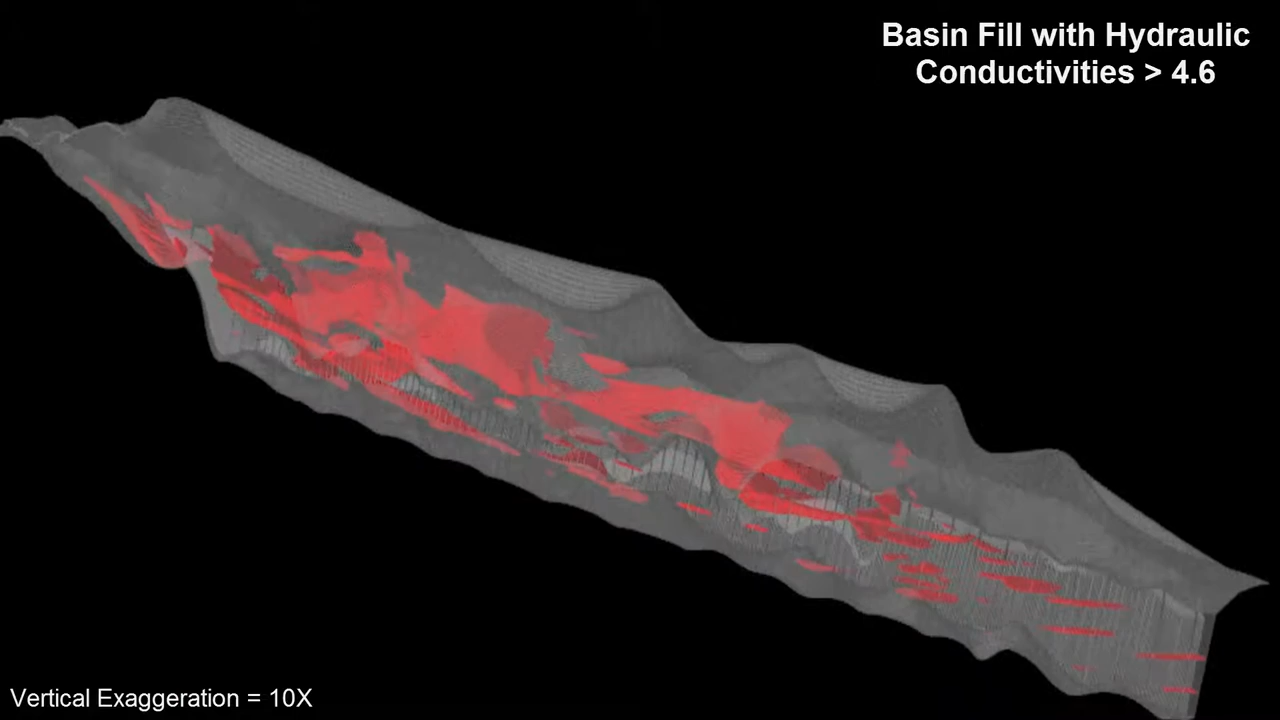 Basin Fill with Hydraulic
Conductivities > 4.6
Vertical Exaggeration = 10X